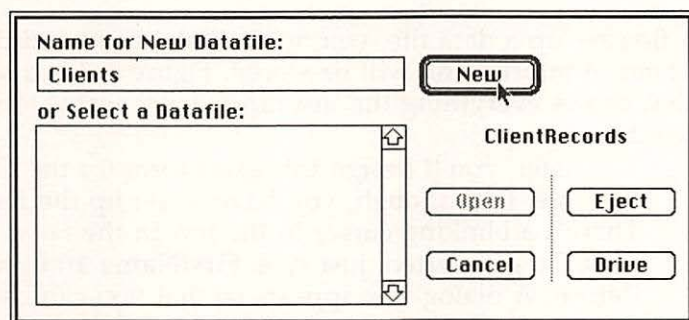 Name for New Datafile:
Clients
New
or Select a Datafile:
ClientRecords
Open
Eject
Cancel
Drive